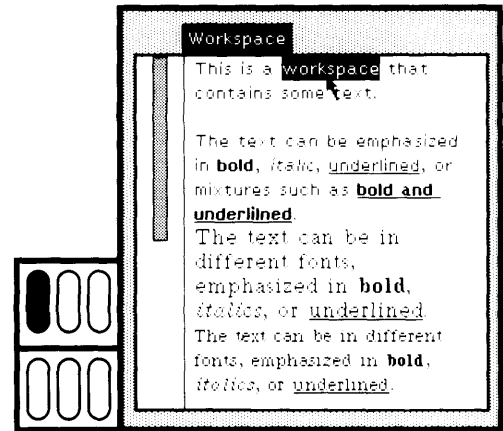 Workspace
This is a workspace that
contains some text.
The text can be emphasized
in bold, italic, underlined, or
mixtures such as bold and
underliined.
The text can be in
different fonts,
emphasized in bold,
italics, or underlined.
The text can be in different
fonts, emphasized in bold,
italics, or underlined.